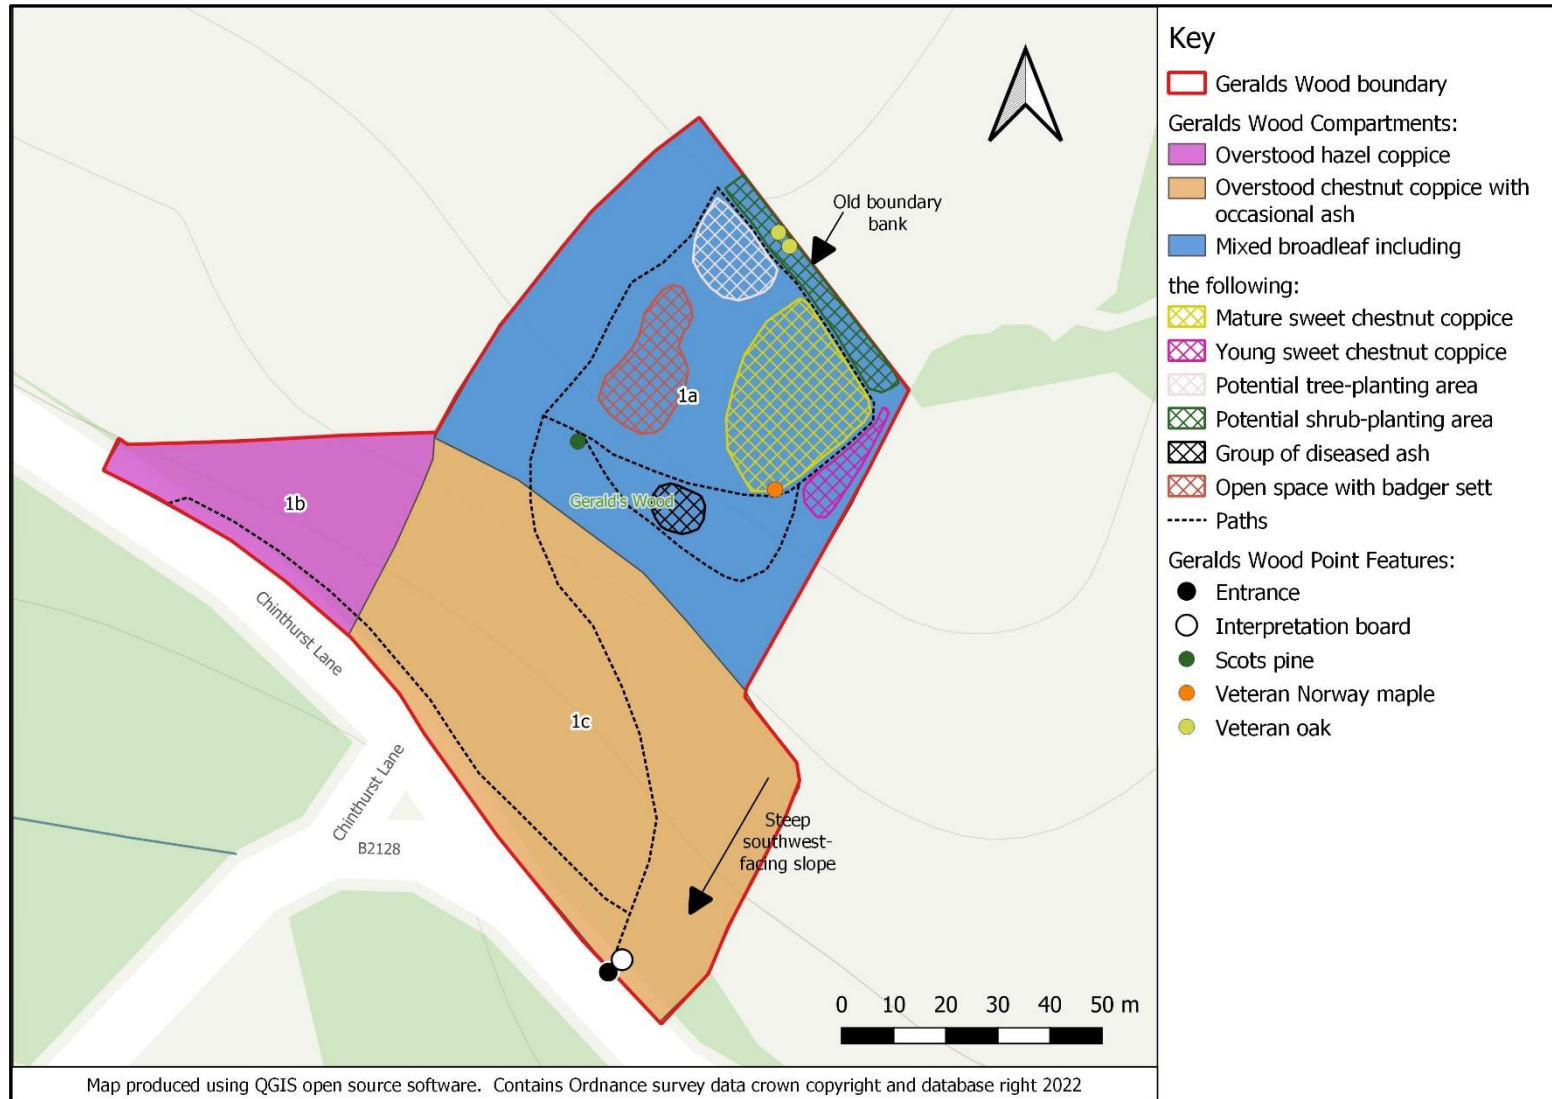 Key
Geralds Wood boundary
Geralds Wood Compartments:
Overstood hazel coppice
Overstood chestnut coppice with
occasional ash
Mixed broadleaf including
the following:
Mature sweet chestnut coppice
Young sweet chestnut coppice
Potential tree-planting area
Potential shrub-planting area
Group of diseased ash
Open space with badger sett
Paths
Geralds Wood Point Features:
Entrance
Interpretation board
Scots pine
Veteran Norway maple
Veteran oak
Old boundary
bank
1a
Gerald's Wood
1b
1c
Chinthurst Lane
Chinthurst Lane
B2128
Steep
southwest-
facing slope
0 10 20 30 40 50 m
Map produced using QGIS open source software. Contains Ordnance survey data crown copyright and database right 2022